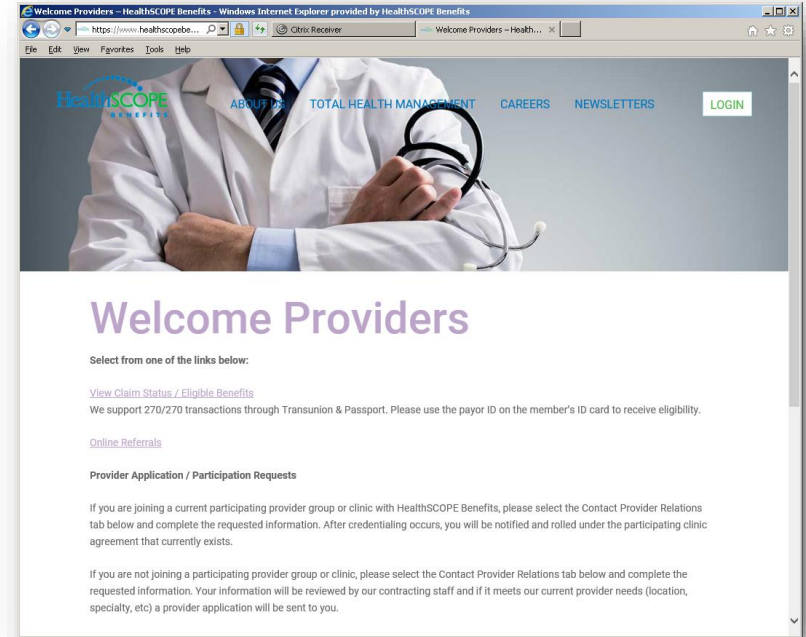 Welcome Providers – HealthSCOPE Benefits - Windows Internet Explorer provided by HealthSCOPE Benefits
https://www.healthscopebe...
Citrix Receiver
Welcome Providers – Health...
File Edit View Favorites Tools Help
HealthSCOPE
BENEFITS
ABOUT US TOTAL HEALTH MANAGEMENT CAREERS NEWSLETTERS LOGIN
Welcome Providers
Select from one of the links below:
View Claim Status / Eligible Benefits
We support 270/270 transactions through Transunion & Passport. Please use the payor ID on the member's ID card to receive eligibility.
Online Referrals
Provider Application / Participation Requests
If you are joining a current participating provider group or clinic with HealthSCOPE Benefits, please select the Contact Provider Relations
tab below and complete the requested information. After credentialing occurs, you will be notified and rolled under the participating clinic
agreement that currently exists.
If you are not joining a participating provider group or clinic, please select the Contact Provider Relations tab below and complete the
requested information. Your information will be reviewed by our contracting staff and if it meets our current provider needs (location,
specialty, etc) a provider application will be sent to you.